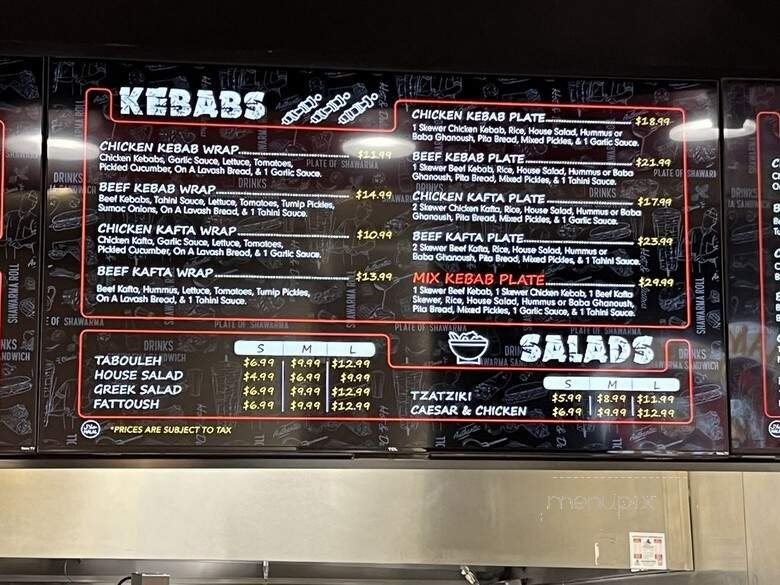 KEBABS
CHICKEN KEBAB WRAP $11.99
Chicken Kebabs, Garlic Sauce, Lettuce, Tomatoes,
Pickled Cucumber, On A Lavash Bread, & 1 Garlic Sauce.
BEEF KEBAB WRAP $14.99
Beef Kebabs, Tahini Sauce, Lettuce, Tomatoes, Turnip Pickles,
Sumac Onions, On A Lavash Bread, & 1 Tahini Sauce.
CHICKEN KAFTA WRAP $10.99
Chicken Kafta, Garlic Sauce, Lettuce, Tomatoes,
Pickled Cucumber, On A Lavash Bread, & 1 Garlic Sauce.
BEEF KAFTA WRAP $13.99
Beef Kafta, Hummus, Lettuce, Tomatoes, Turnip Pickles,
On A Lavash Bread, & 1 Tahini Sauce.
CHICKEN KEBAB PLATE $18.99
1 Skewer Chicken Kebab, Rice, House Salad, Hummus or
Baba Ghanoush, Pita Bread, Mixed Pickles, & 1 Garlic Sauce.
BEEF KEBAB PLATE $21.99
1 Skewer Beef Kebab, Rice, House Salad, Hummus or Baba
Ghanoush, Pita Bread, Mixed Pickles, & 1 Tahini Sauce.
CHICKEN KAFTA PLATE $17.99
2 Skewer Chicken Kafta, Rice, House Salad, Hummus or Baba
Ghanoush, Pita Bread, Mixed Pickles, & 1 Garlic Sauce.
BEEF KAFTA PLATE $23.99
2 Skewer Beef Kafta, Rice, House Salad, Hummus or
Baba Ghanoush, Pita Bread, Mixed Pickles, & 1 Tahini Sauce.
MIX KEBAB PLATE $29.99
1 Skewer Beef Kebab, 1 Skewer Chicken Kebab, 1 Beef Kafta
Skewer, Rice, House Salad, Hummus or Baba Ghanoush,
Pita Bread, Mixed Pickles, 1 Garlic Sauce, & 1 Tahini Sauce.
SALADS
S M L
TABOULEH $6.99 $9.99 $12.99
HOUSE SALAD $4.99 $6.99 $9.99
GREEK SALAD $6.99 $9.99 $12.99
FATTOUSH $6.99 $9.99 $12.99
S M L
TZATZIKI $5.99 $8.99 $11.99
CAESAR & CHICKEN $6.99 $9.99 $12.99
HALAL
*PRICES ARE SUBJECT TO TAX
TCL
menupix